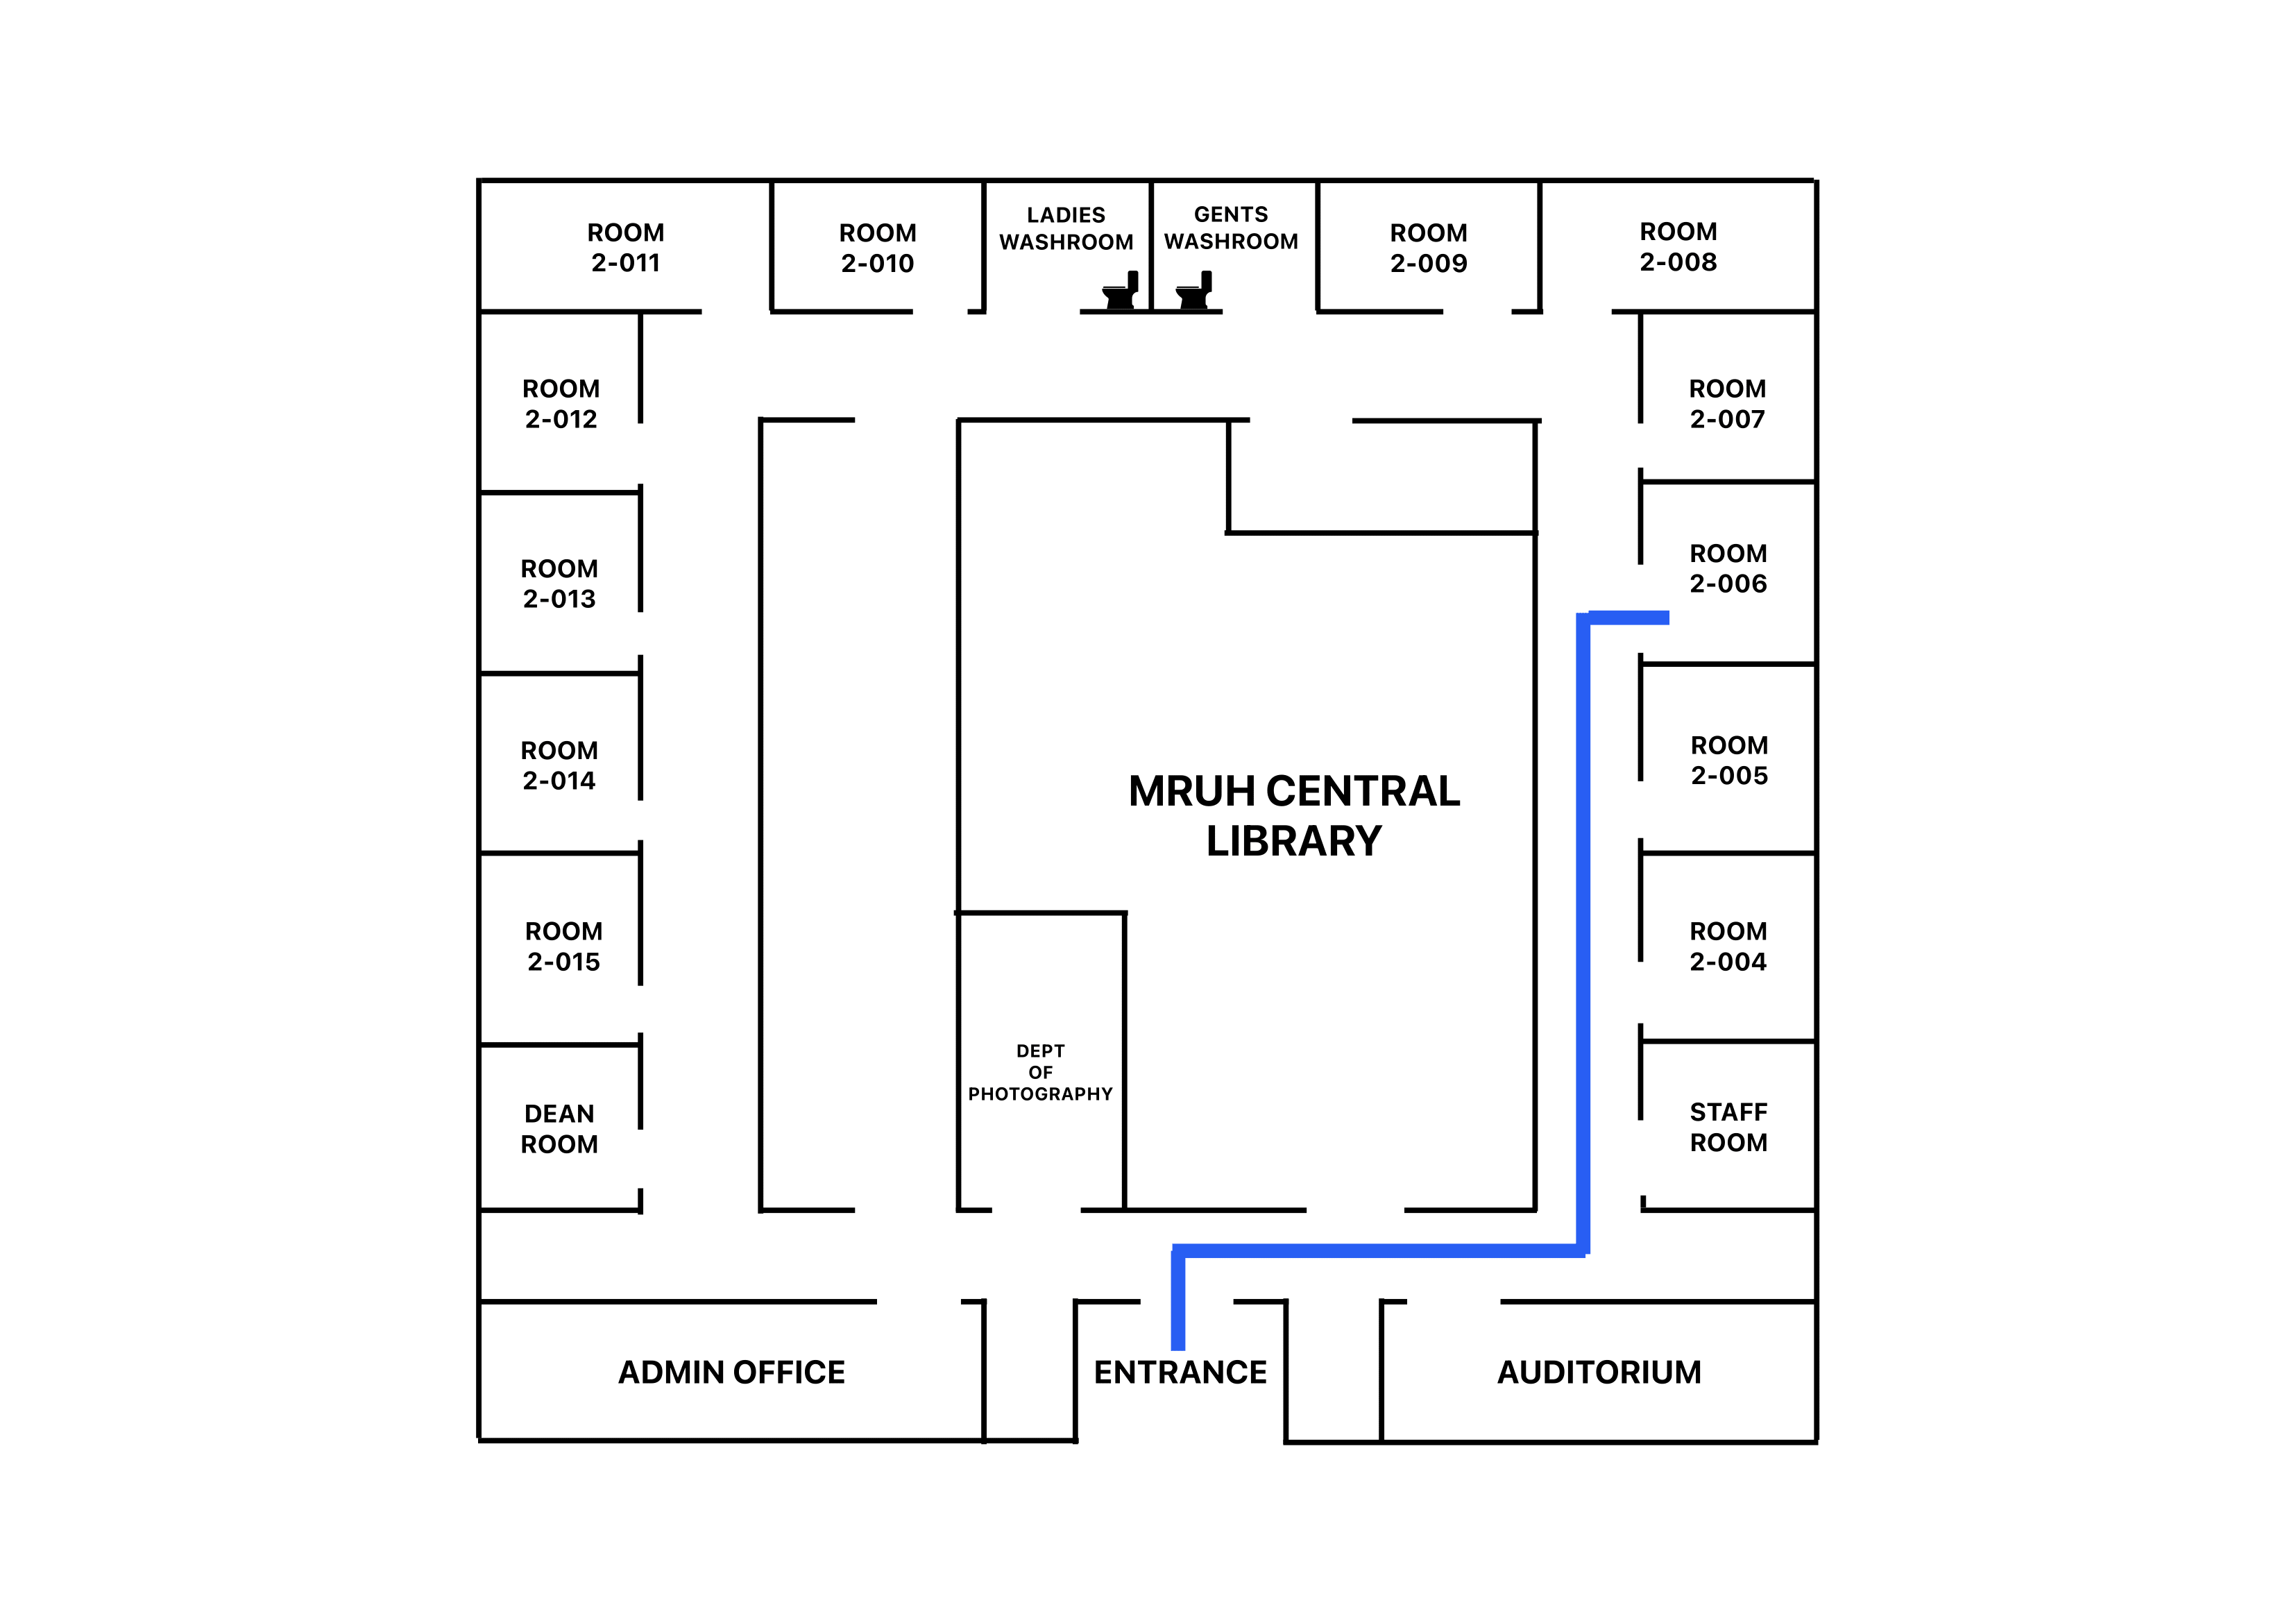 ROOM
2-011
ROOM
2-010
LADIES
WASHROOM
GENTS
WASHROOM
ROOM
2-009
ROOM
2-008
ROOM
2-012
ROOM
2-007
ROOM
2-013
ROOM
2-006
ROOM
2-014
MRUH CENTRAL
LIBRARY
ROOM
2-005
ROOM
2-015
ROOM
2-004
DEPT
OF
PHOTOGRAPHY
DEAN
ROOM
STAFF
ROOM
ADMIN OFFICE
ENTRANCE
AUDITORIUM